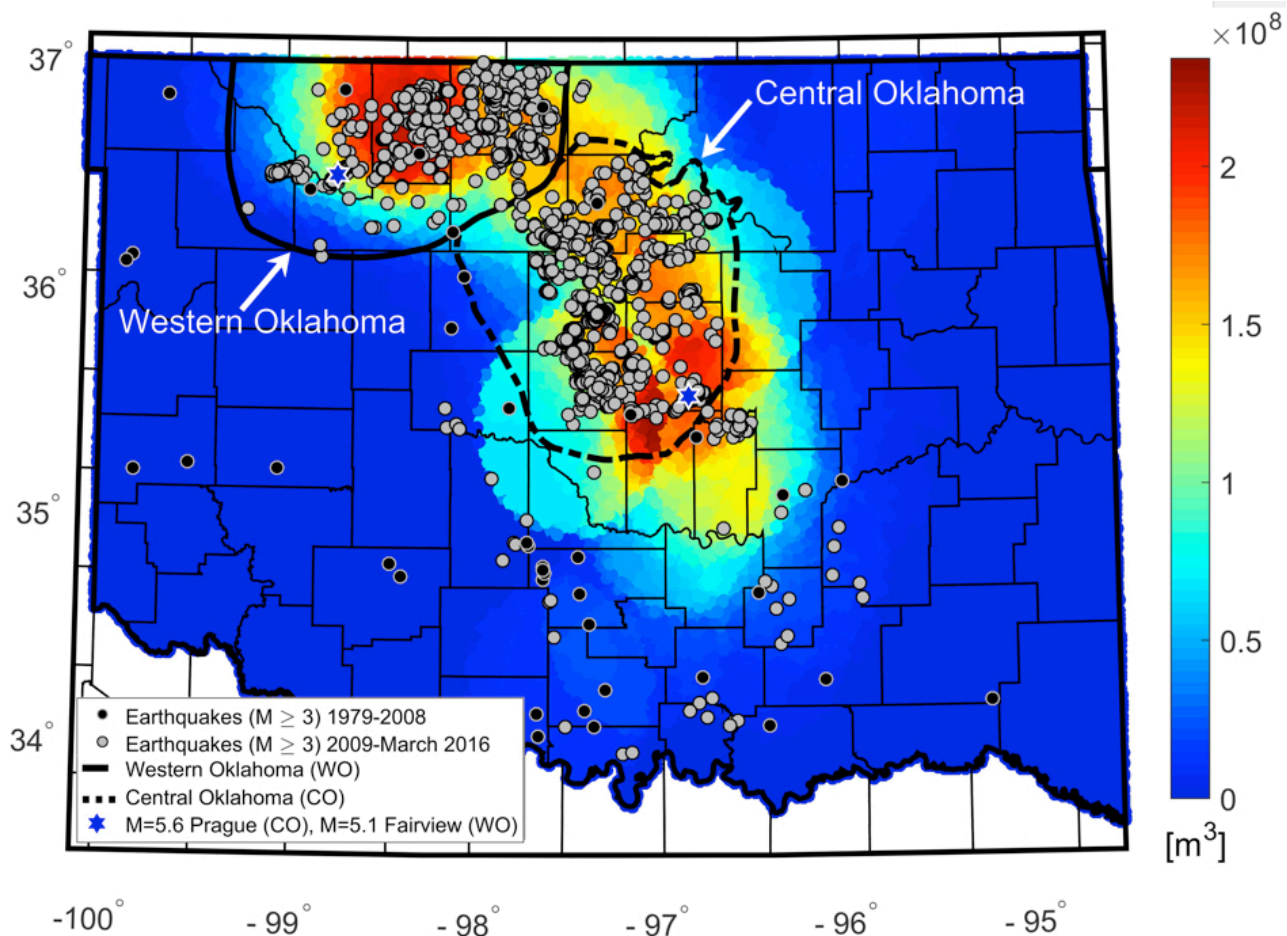 ×10⁸
37°
Central Oklahoma
2
36°
Western Oklahoma
1.5
35°
1
34°
0.5
Earthquakes (M ≥ 3) 1979-2008
Earthquakes (M ≥ 3) 2009-March 2016
Western Oklahoma (WO)
Central Oklahoma (CO)
M=5.6 Prague (CO), M=5.1 Fairview (WO)
0
[m³]
-100° - 99° - 98° - 97° - 96° - 95°